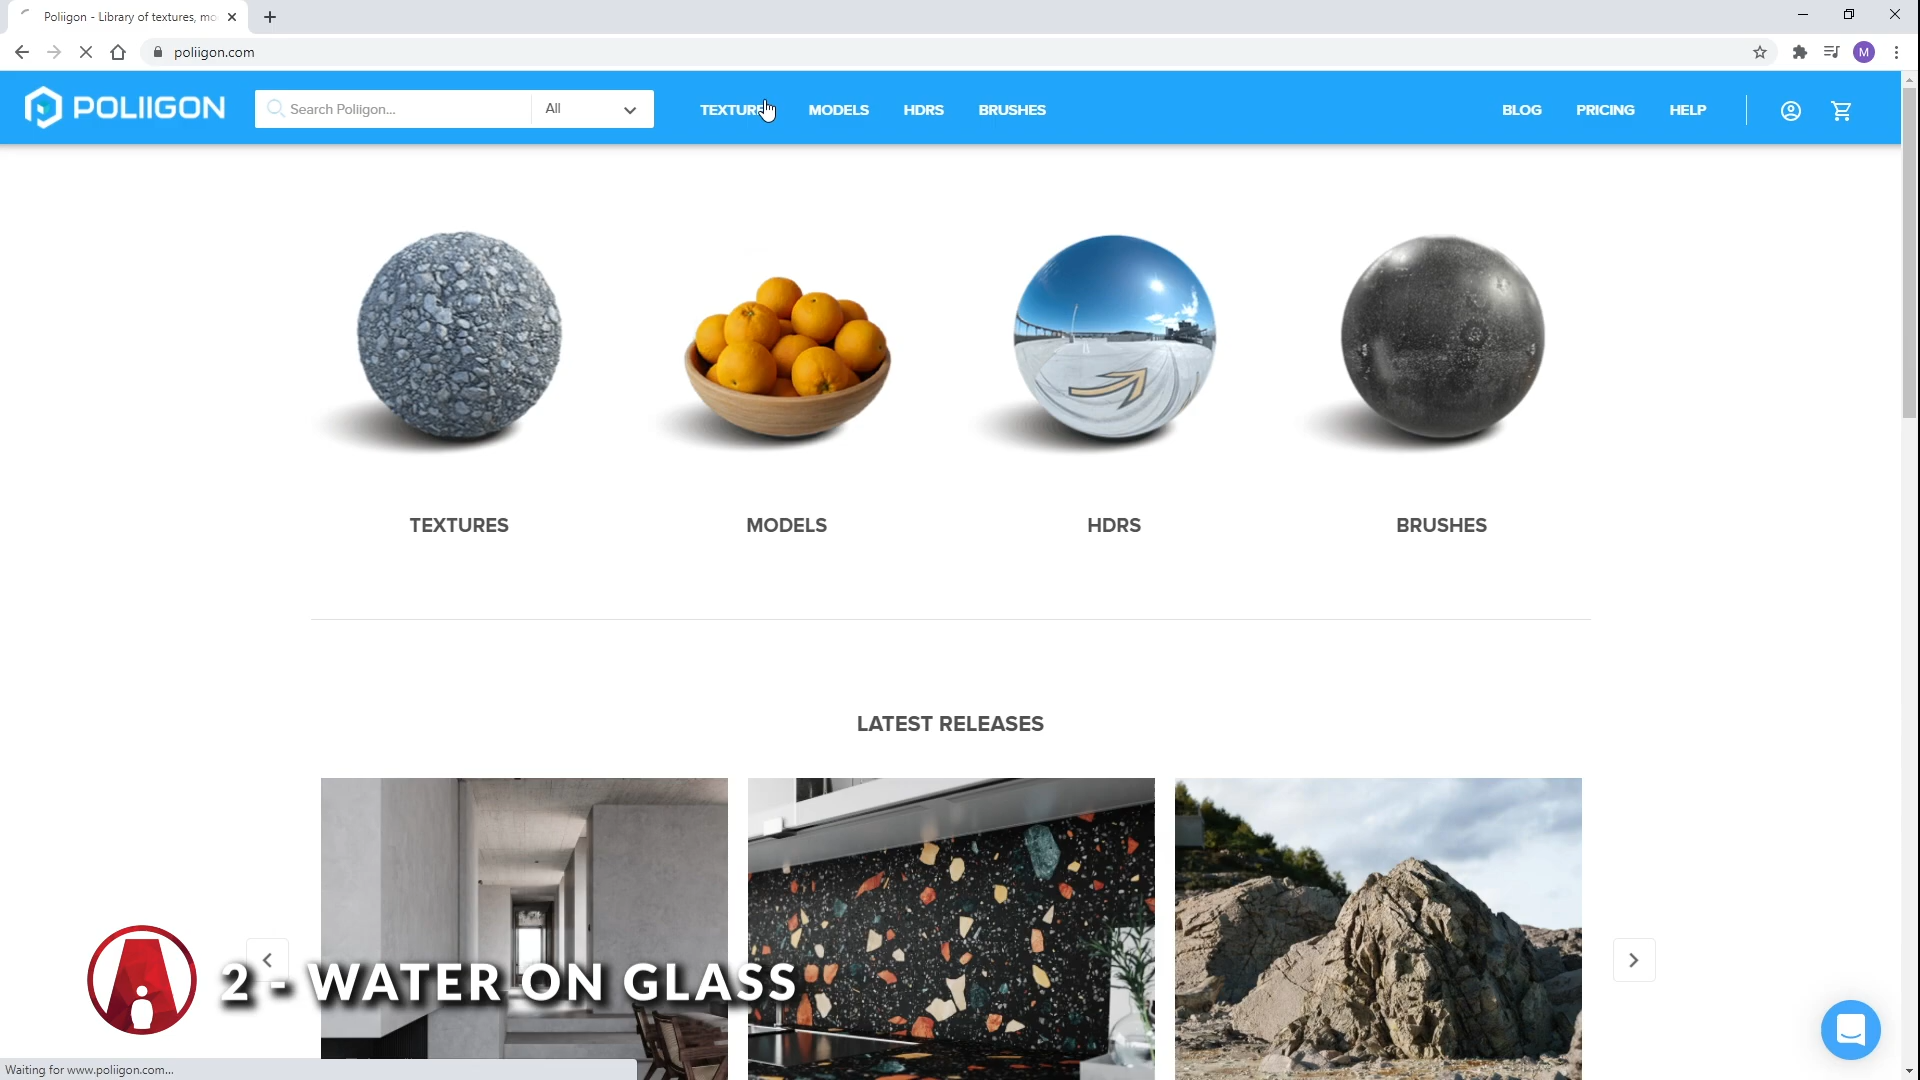 Poliigon - Library of textures, mo
poliigon.com
M
POLIIGON
Search Poliigon...
All
TEXTURE
MODELS
HDRS
BRUSHES
BLOG
PRICING
HELP
TEXTURES
MODELS
HDRS
BRUSHES
LATEST RELEASES
2 - WATER ON GLASS
Waiting for www.poliigon.com...